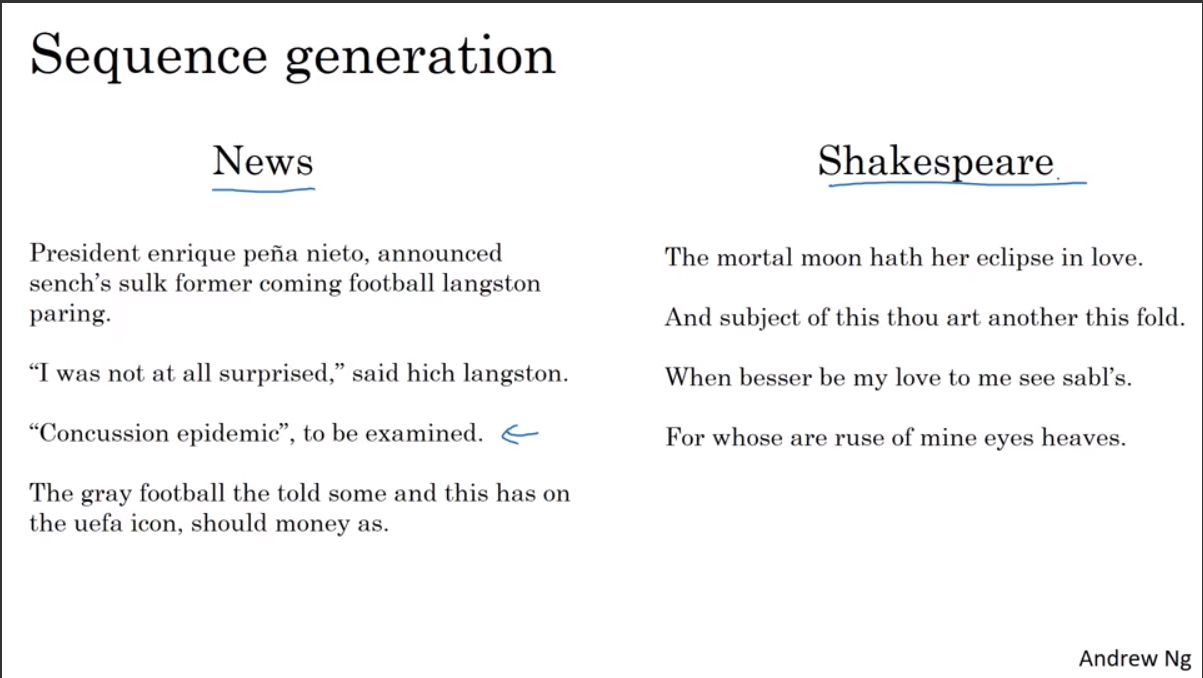 Sequence generation
News
President enrique peña nieto, announced
sench's sulk former coming football langston
paring.
“I was not at all surprised,” said hich langston.
“Concussion epidemic”, to be examined.
The gray football the told some and this has on
the uefa icon, should money as.
Shakespeare
The mortal moon hath her eclipse in love.
And subject of this thou art another this fold.
When besser be my love to me see sabl's.
For whose are ruse of mine eyes heaves.
Andrew Ng